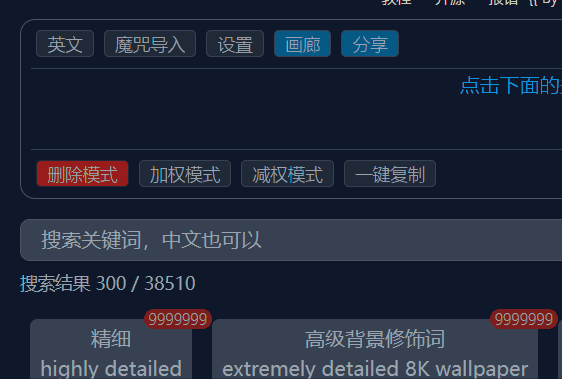 教程 开源 报错
英文 魔咒导入 设置 画廊 分享
点击下面的
删除模式 加权模式 减权模式 一键复制
搜索关键词，中文也可以
搜索结果 300 / 38510
9999999 9999999
精细 高级背景修饰词
highly detailed extremely detailed 8K wallpaper